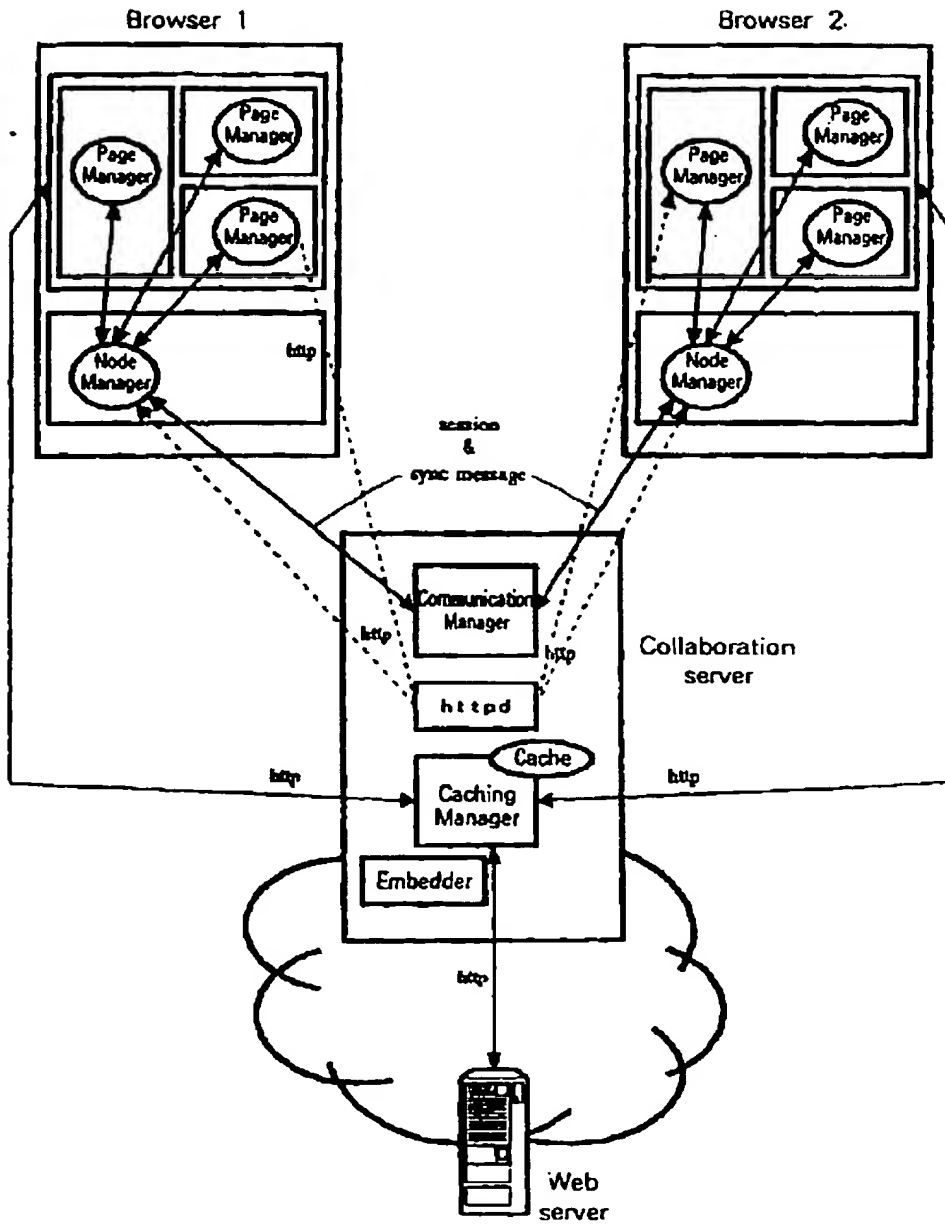 Browser 1
Browser 2
Page
Manager
Page
Manager
Page
Manager
Node
Manager
Page
Manager
Page
Manager
Page
Manager
Node
Manager
http
session
&
sync message
Communication
Manager
http
http
httpd
Collaboration
server
Cache
Caching
Manager
http
http
Embedder
http
Web
server